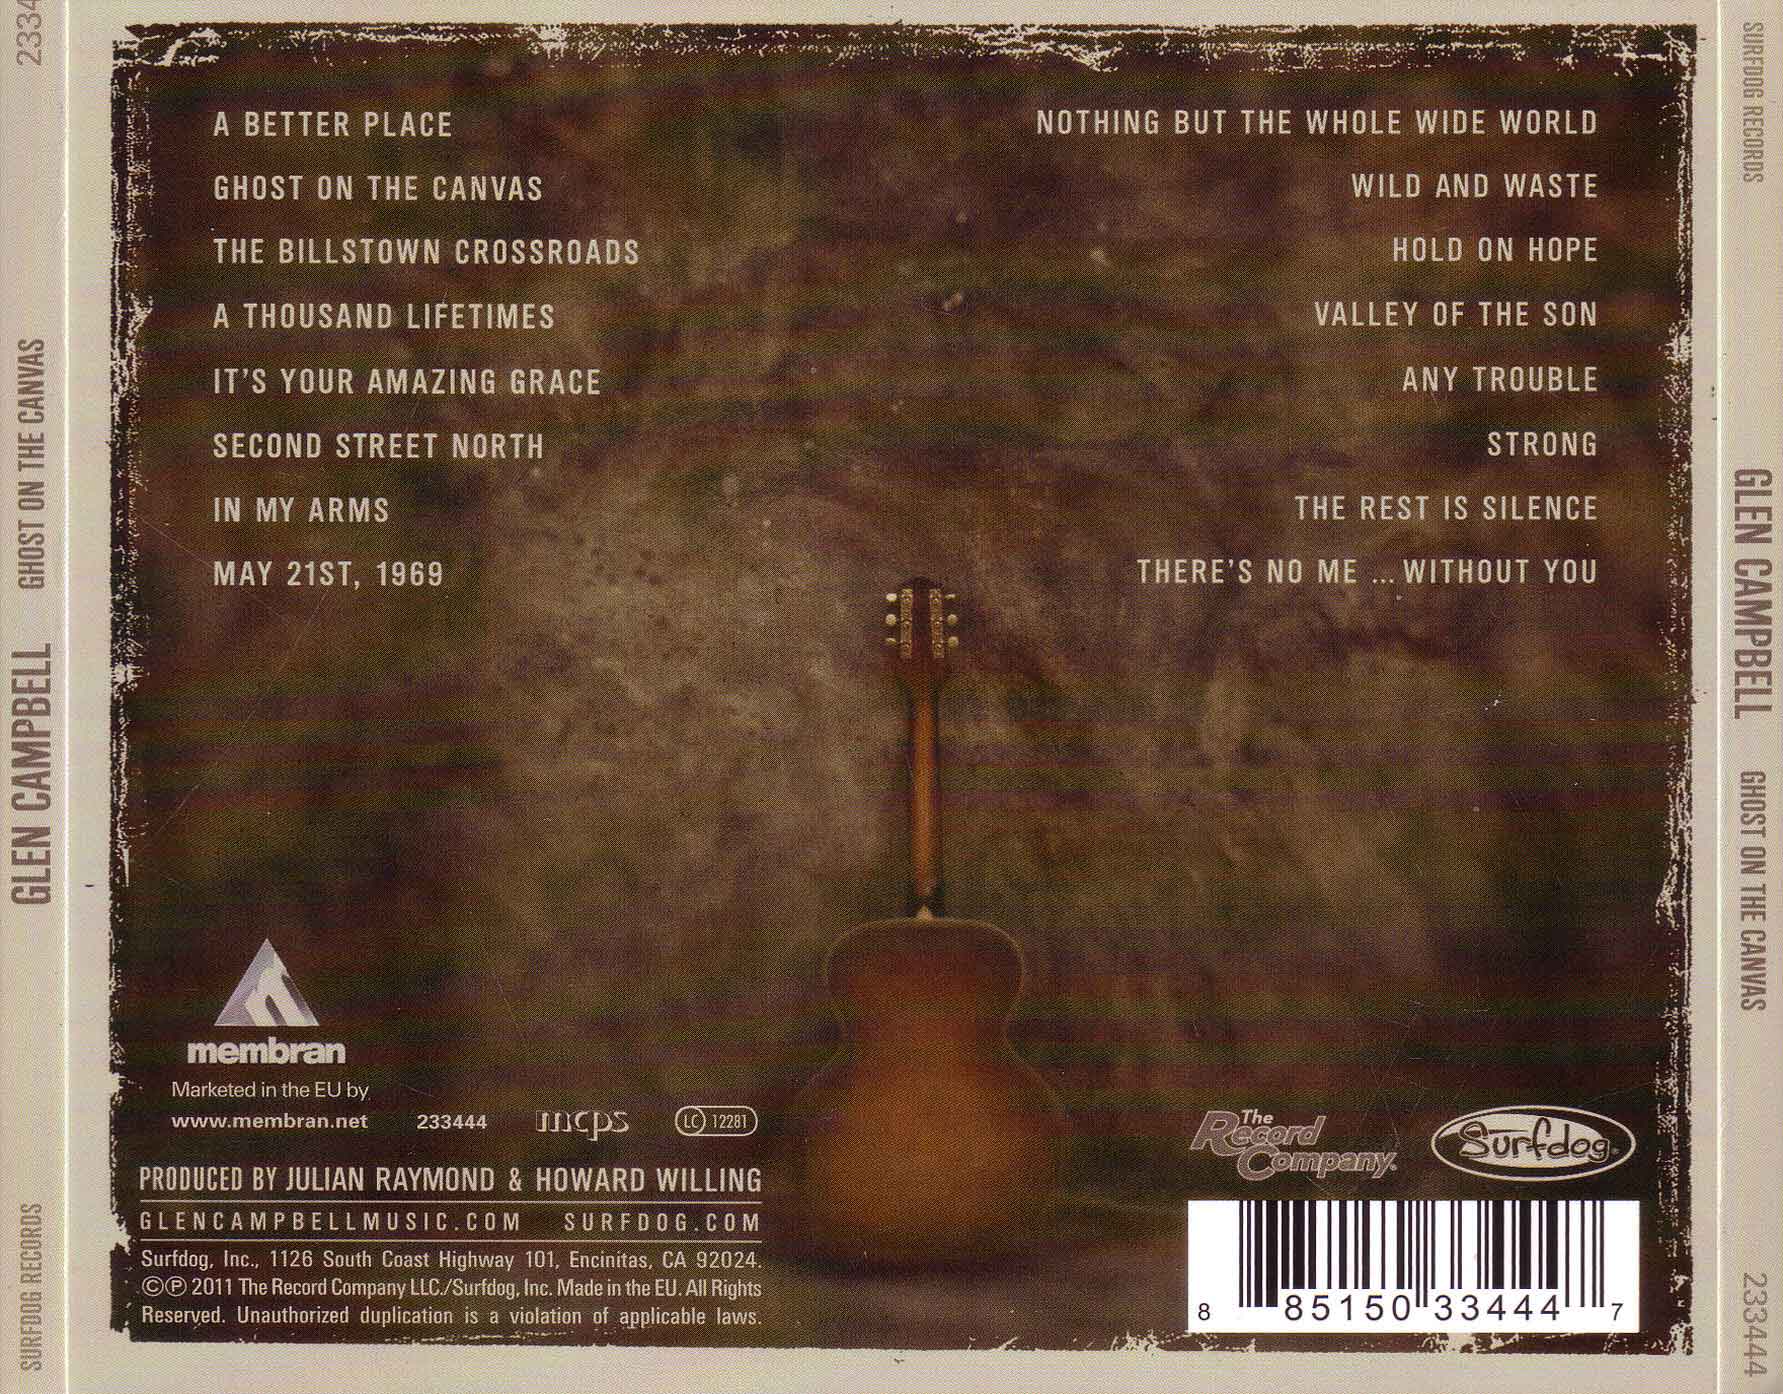 A BETTER PLACE
GHOST ON THE CANVAS
THE BILLSTOWN CROSSROADS
A THOUSAND LIFETIMES
IT'S YOUR AMAZING GRACE
SECOND STREET NORTH
IN MY ARMS
MAY 21ST, 1969
NOTHING BUT THE WHOLE WIDE WORLD
WILD AND WASTE
HOLD ON HOPE
VALLEY OF THE SON
ANY TROUBLE
STRONG
THE REST IS SILENCE
THERE'S NO ME ... WITHOUT YOU
membran
Marketed in the EU by
www.membran.net 233444 mcps LC 12281
PRODUCED BY JULIAN RAYMOND & HOWARD WILLING
GLENCAMPBELLMUSIC.COM SURFDOG.COM
Surfdog, Inc., 1126 South Coast Highway 101, Encinitas, CA 92024.
©℗ 2011 The Record Company LLC./Surfdog, Inc. Made in the EU. All Rights
Reserved. Unauthorized duplication is a violation of applicable laws.
The
Record
Company.
Surfdog
8 85150 33444 7
SURFDOG RECORDS GLEN CAMPBELL GHOST ON THE CANVAS 2334
SURFDOG RECORDS GLEN CAMPBELL GHOST ON THE CANVAS 233444